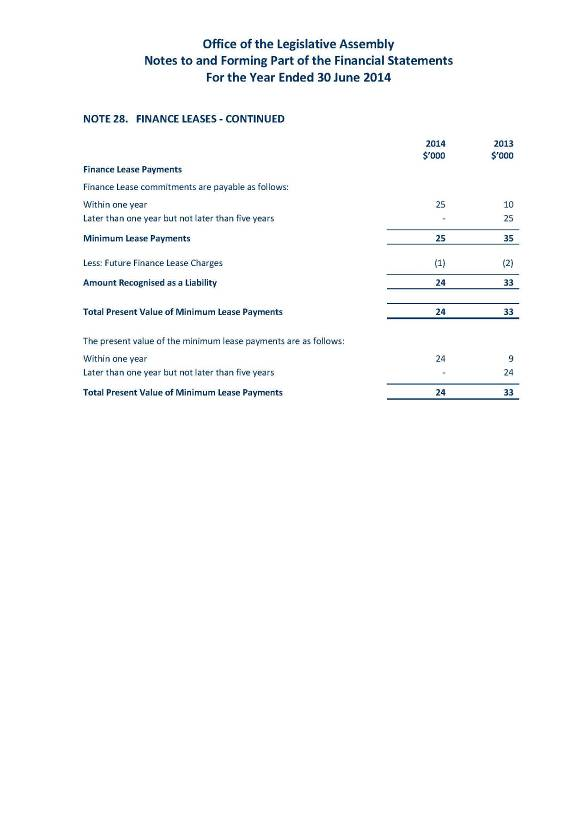 Office of the Legislative Assembly
Notes to and Forming Part of the Financial Statements
For the Year Ended 30 June 2014
NOTE 28. FINANCE LEASES - CONTINUED
2014 2013
$'000 $'000
Finance Lease Payments
Finance Lease commitments are payable as follows:
Within one year 25 10
Later than one year but not later than five years - 25
Minimum Lease Payments 25 35
Less: Future Finance Lease Charges (1) (2)
Amount Recognised as a Liability 24 33
Total Present Value of Minimum Lease Payments 24 33
The present value of the minimum lease payments are as follows:
Within one year 24 9
Later than one year but not later than five years - 24
Total Present Value of Minimum Lease Payments 24 33